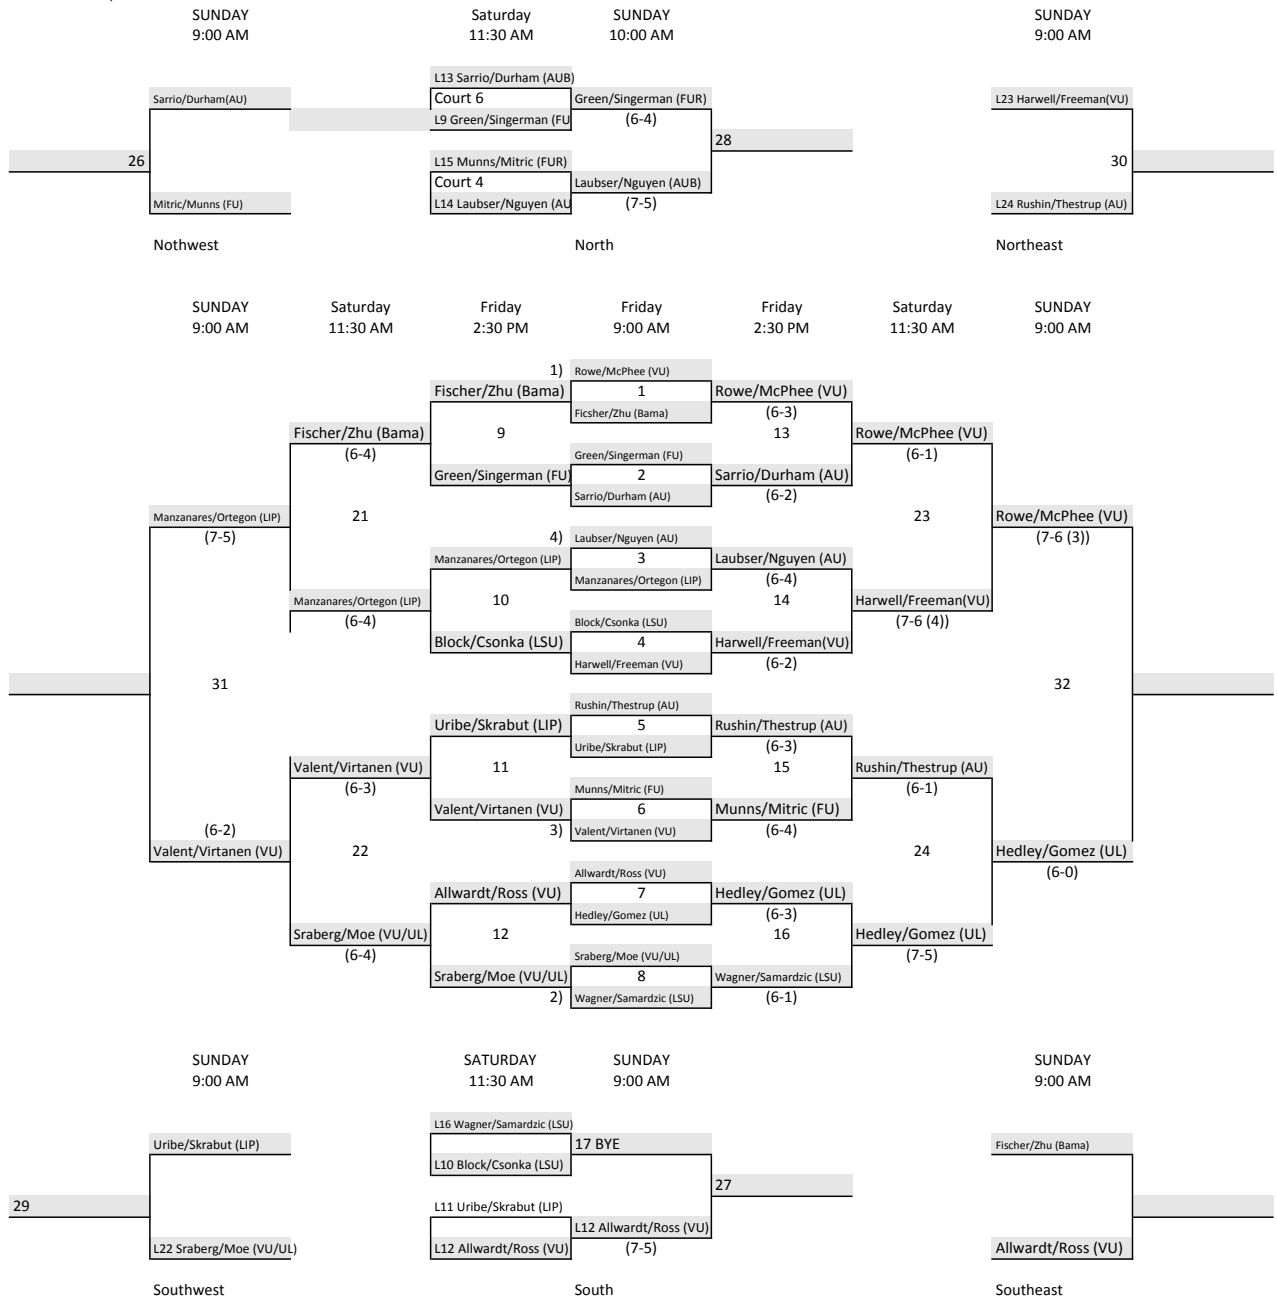 SUNDAY Saturday SUNDAY SUNDAY
9:00 AM 11:30 AM 10:00 AM 9:00 AM
L13 Sarrio/Durham (AUB)
Sarrio/Durham(AU) Court 6 Green/Singerman (FUR) L23 Harwell/Freeman(VU)
L9 Green/Singerman (FU (6-4)
28
26 L15 Munns/Mitric (FUR) 30
Court 4 Laubser/Nguyen (AUB)
Mitric/Munns (FU) L14 Laubser/Nguyen (AU (7-5) L24 Rushin/Thestrup (AU)
Nothwest North Northeast
SUNDAY Saturday Friday Friday Friday Saturday SUNDAY
9:00 AM 11:30 AM 2:30 PM 9:00 AM 2:30 PM 11:30 AM 9:00 AM
1) Rowe/McPhee (VU)
Fischer/Zhu (Bama) 1 Rowe/McPhee (VU)
Ficsher/Zhu (Bama) (6-3)
Fischer/Zhu (Bama) 9 13 Rowe/McPhee (VU)
(6-4) Green/Singerman (FU) (6-1)
Green/Singerman (FU) 2 Sarrio/Durham (AU)
Sarrio/Durham (AU) (6-2)
Manzanares/Ortegon (LIP) 21 23 Rowe/McPhee (VU)
(7-5) 4) Laubser/Nguyen (AU) (7-6 (3))
Manzanares/Ortegon (LIP) 3 Laubser/Nguyen (AU)
Manzanares/Ortegon (LIP) (6-4)
Manzanares/Ortegon (LIP) 10 14 Harwell/Freeman(VU)
(6-4) Block/Csonka (LSU) (7-6 (4))
Block/Csonka (LSU) 4 Harwell/Freeman(VU)
Harwell/Freeman (VU) (6-2)
31 32
Rushin/Thestrup (AU)
Uribe/Skrabut (LIP) 5 Rushin/Thestrup (AU)
Uribe/Skrabut (LIP) (6-3)
Valent/Virtanen (VU) 11 15 Rushin/Thestrup (AU)
(6-3) Munns/Mitric (FU) (6-1)
Valent/Virtanen (VU) 6 Munns/Mitric (FU)
(6-2) 3) Valent/Virtanen (VU) (6-4)
Valent/Virtanen (VU) 22 24 Hedley/Gomez (UL)
Allwardt/Ross (VU) (6-0)
Allwardt/Ross (VU) 7 Hedley/Gomez (UL)
Hedley/Gomez (UL) (6-3)
Sraberg/Moe (VU/UL) 12 16 Hedley/Gomez (UL)
(6-4) Sraberg/Moe (VU/UL) (7-5)
Sraberg/Moe (VU/UL) 8 Wagner/Samardzic (LSU)
2) Wagner/Samardzic (LSU) (6-1)
SUNDAY SATURDAY SUNDAY SUNDAY
9:00 AM 11:30 AM 9:00 AM 9:00 AM
L16 Wagner/Samardzic (LSU)
Uribe/Skrabut (LIP) 17 BYE Fischer/Zhu (Bama)
L10 Block/Csonka (LSU)
27
29 L11 Uribe/Skrabut (LIP)
L12 Allwardt/Ross (VU)
L22 Sraberg/Moe (VU/UL) L12 Allwardt/Ross (VU) (7-5) Allwardt/Ross (VU)
Southwest South Southeast